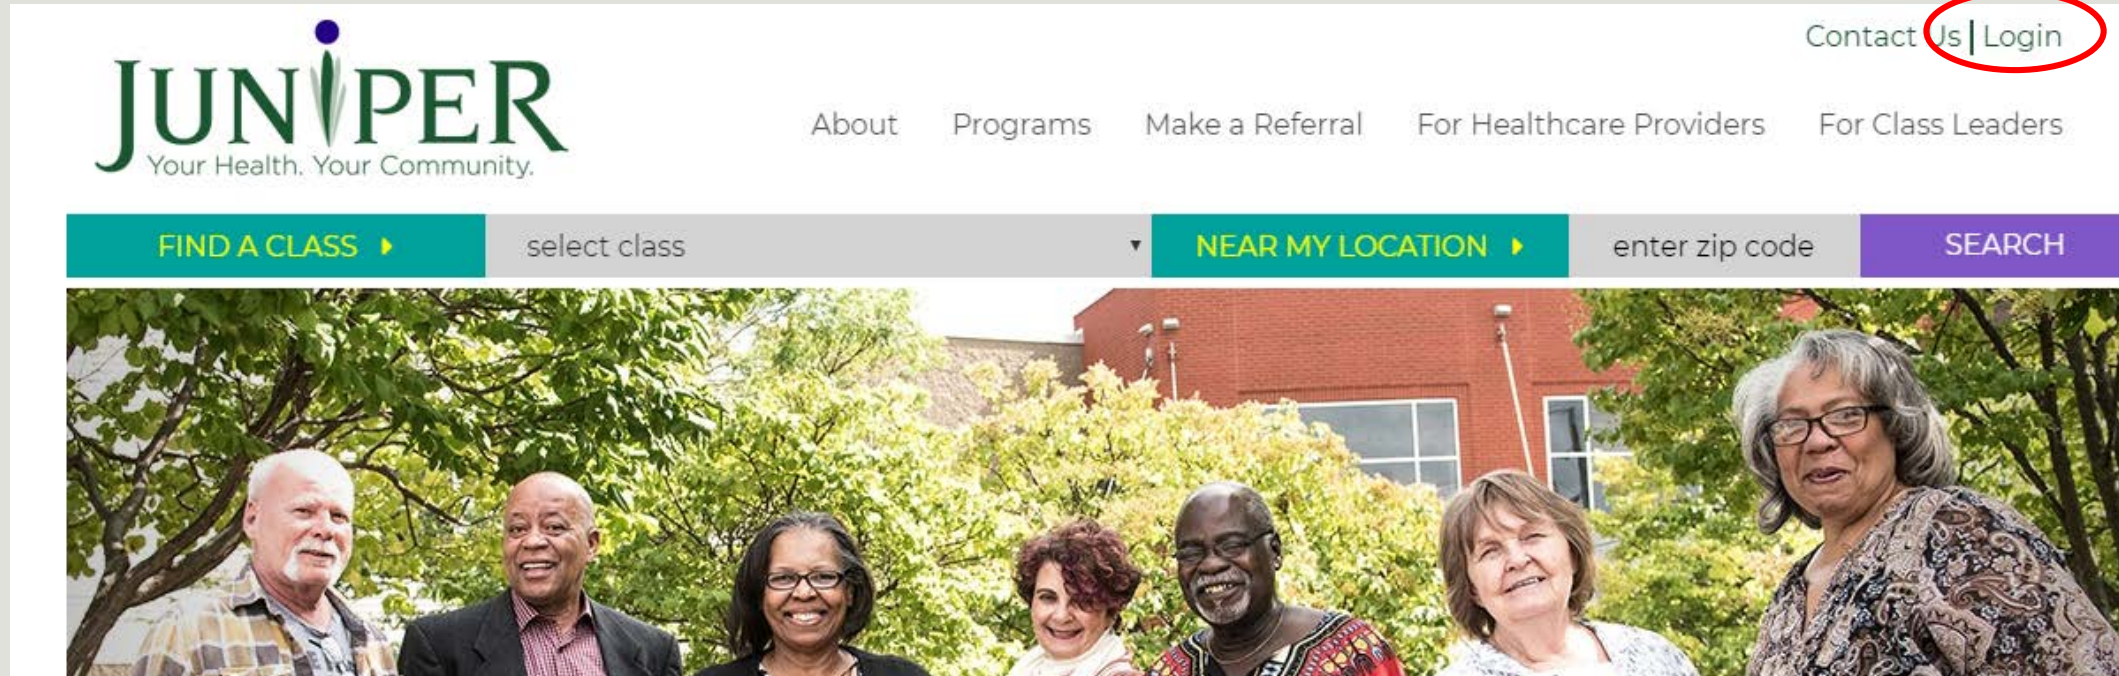 Contact Us | Login
JUNIPER
Your Health. Your Community.
About Programs Make a Referral For Healthcare Providers For Class Leaders
FIND A CLASS select class NEAR MY LOCATION enter zip code SEARCH